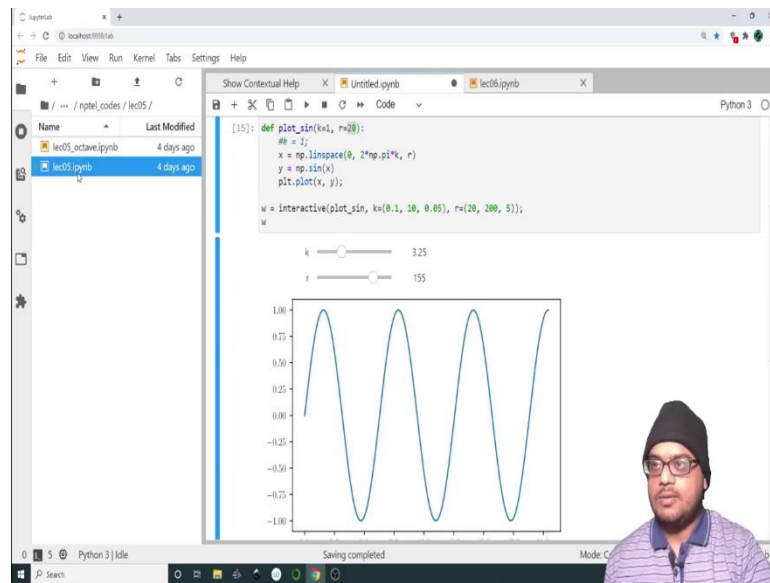 JupyterLab
localhost:8888/lab
File Edit View Run Kernel Tabs Settings Help
Show Contextual Help
Untitled.ipynb
lec06.ipynb
/ ... / nptel_codes / lec05 /
Code
Python 3
Name
Last Modified
lec05_octave.ipynb 4 days ago
lec05.ipynb 4 days ago
[15]: def plot_sin(k=1, r=20):
#k = 1;
x = np.linspace(0, 2*np.pi*k, r)
y = np.sin(x)
plt.plot(x, y);
w = interactive(plot_sin, k=(0.1, 10, 0.05), r=(20, 200, 5));
w
k 3.25
r 155
1.00
0.75
0.50
0.25
0.00
−0.25
−0.50
−0.75
−1.00
0 5 Python 3 | Idle
Saving completed
Mode: C
Search